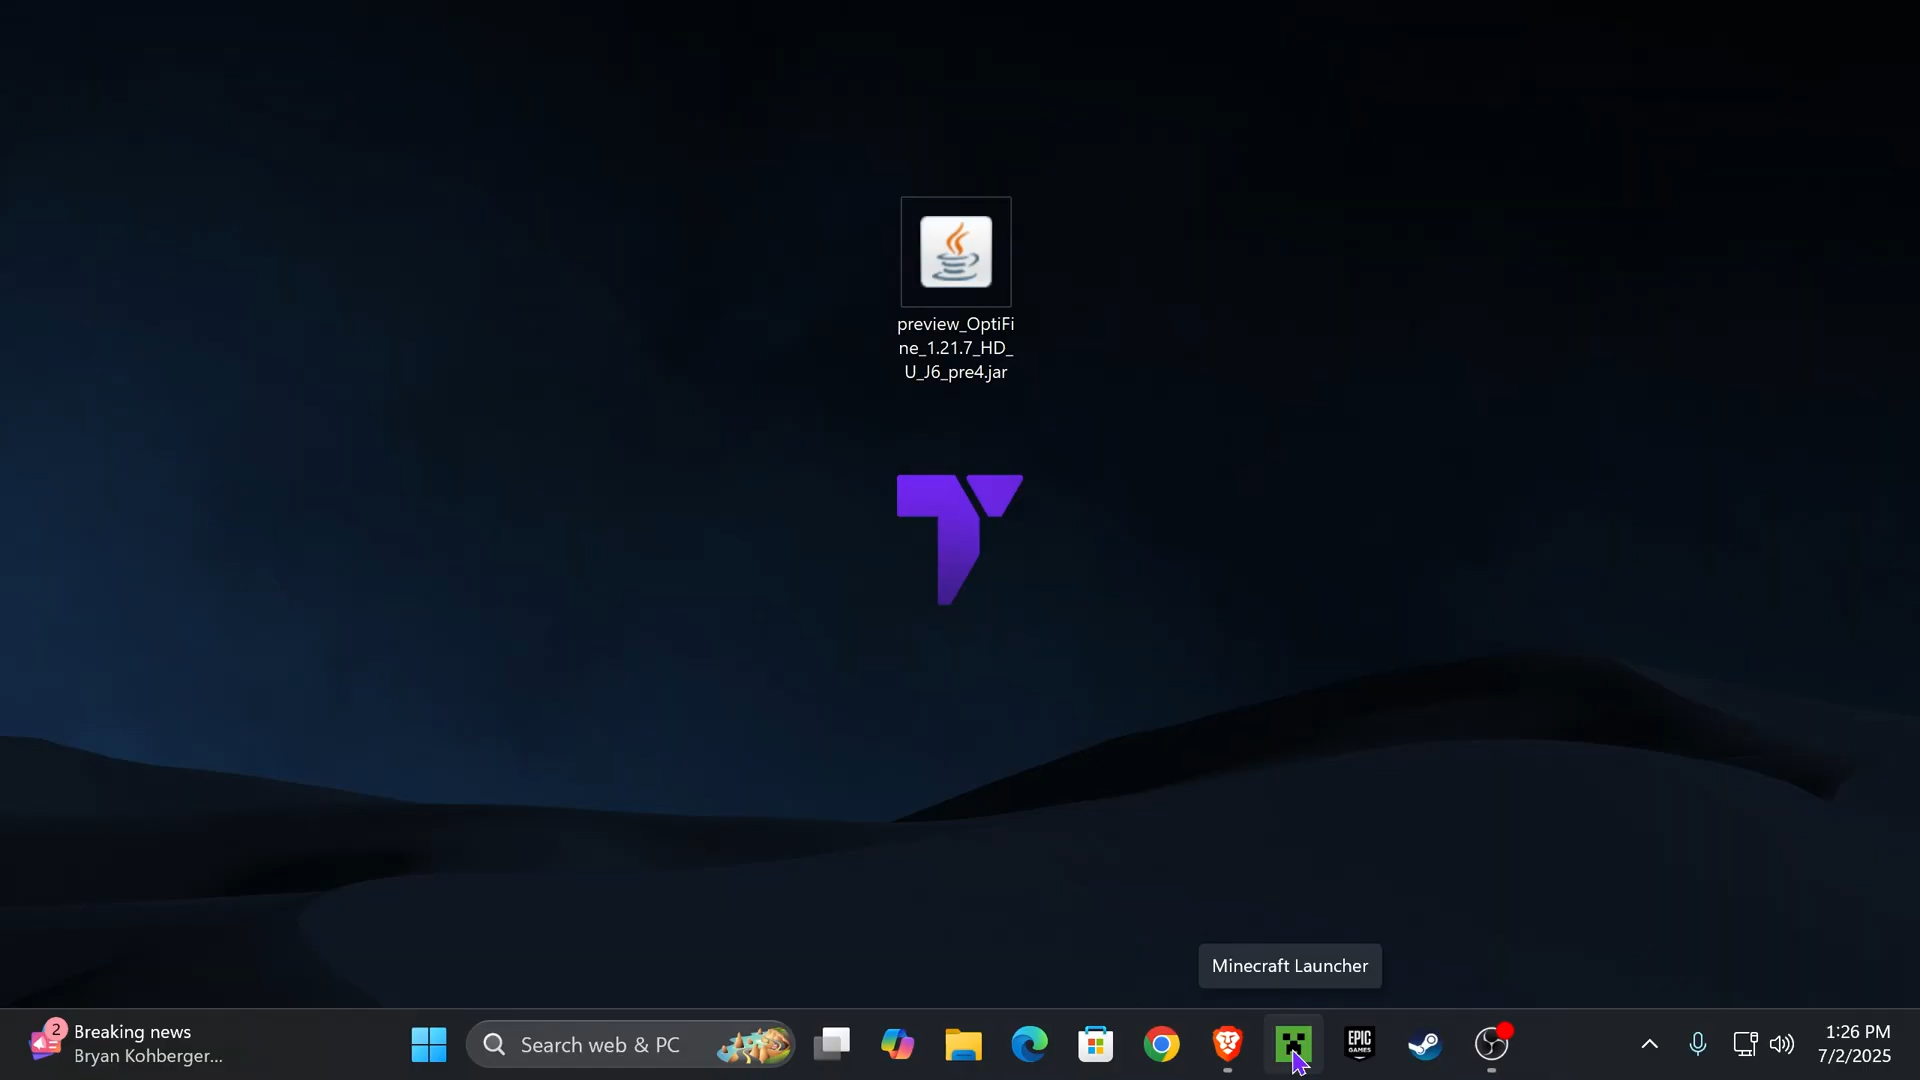 preview_OptiFi
ne_1.21.7_HD_
U_J6_pre4.jar
Minecraft Launcher
2
Breaking news
Bryan Kohberger...
Search web & PC
EPIC
GAMES
1:26 PM
7/2/2025